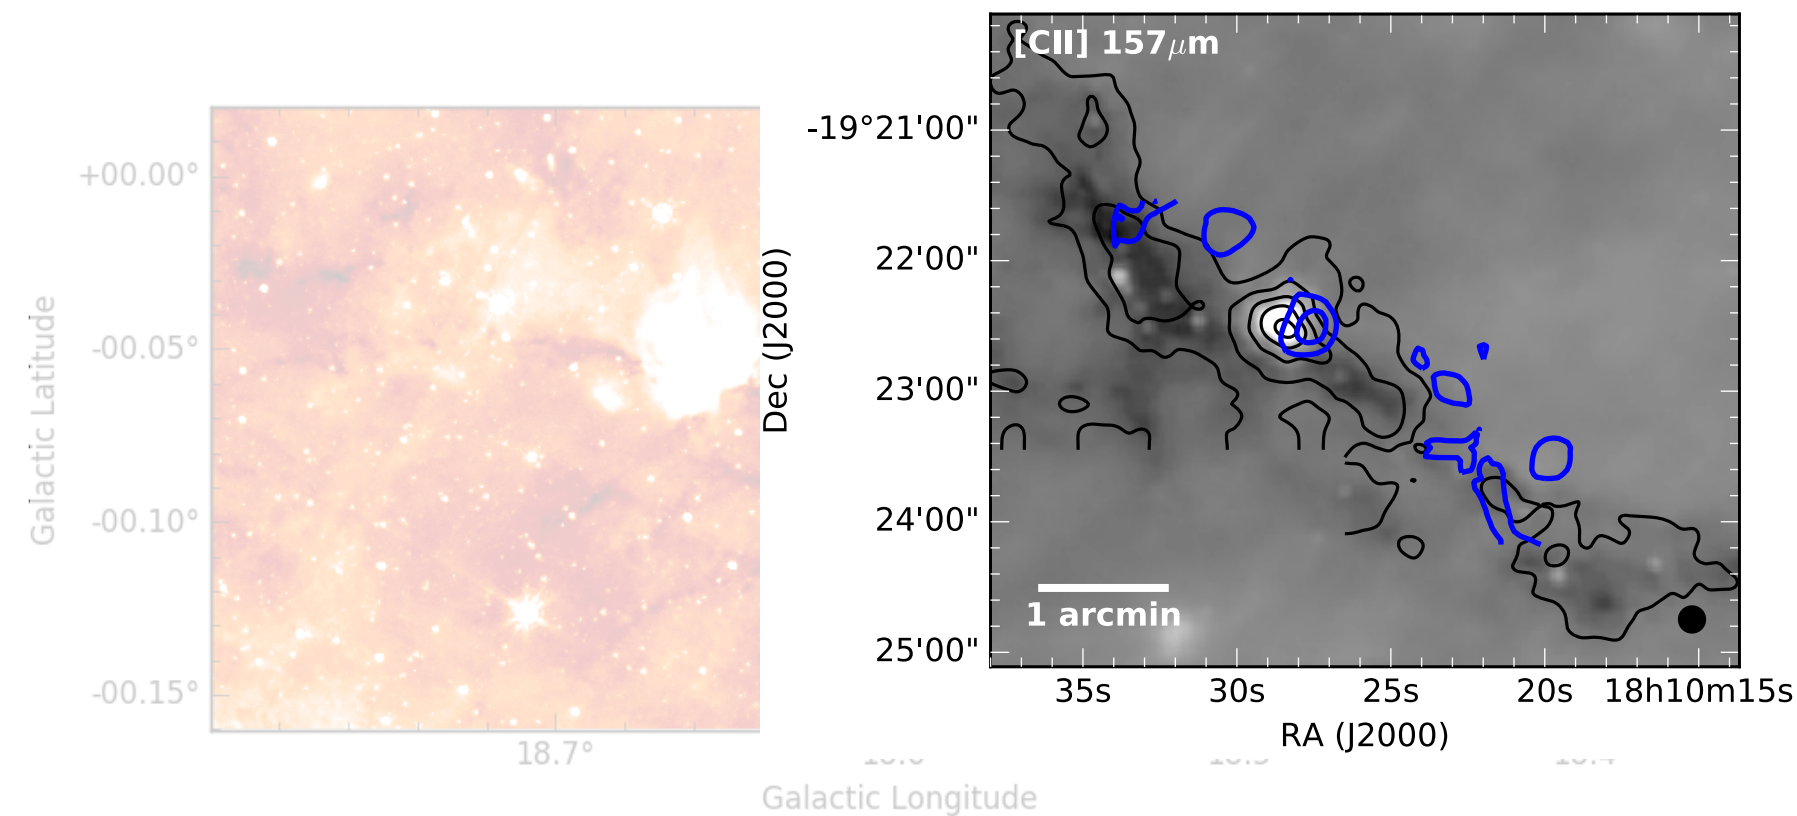 [CII] 157μm
-19°21'00"
22'00"
23'00"
24'00"
25'00"
Dec (J2000)
1 arcmin
35s
30s
25s
20s
18h10m15s
RA (J2000)
+00.00°
-00.05°
-00.10°
-00.15°
Galactic Latitude
18.7°
Galactic Longitude